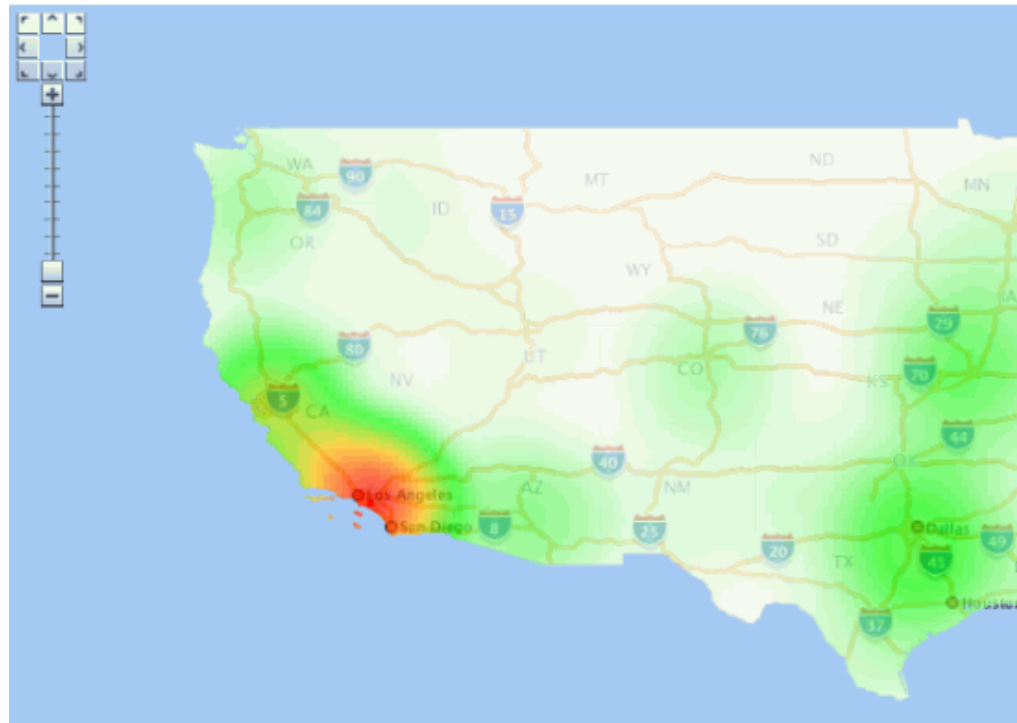 WA
90
MT
ND
MN
84
ID
15
OR
SD
WY
IA
NE
29
76
80
UT
CO
KS
70
NV
5
CA
44
40
OK
Los Angeles
AZ
NM
San Diego
8
25
20
Dallas
49
TX
45
Houston
37